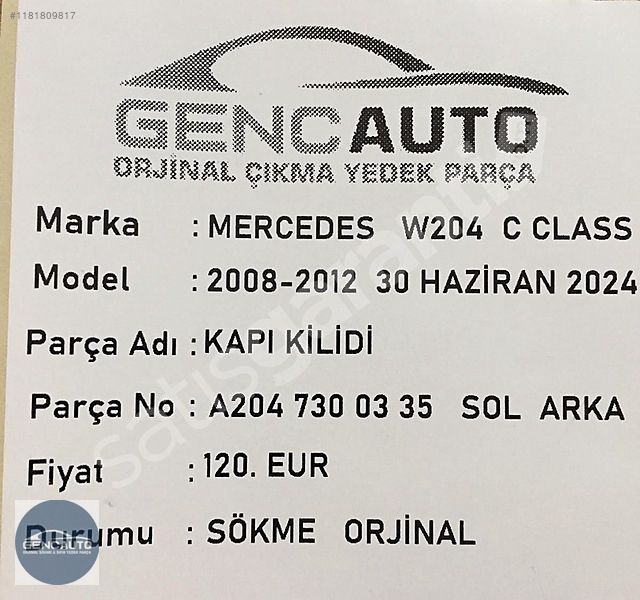 #1181809817
GENCAUTO
ORJİNAL ÇIKMA YEDEK PARÇA
Marka : MERCEDES W204 C CLASS
Model : 2008-2012 30 HAZİRAN 2024
Parça Adı : KAPI KİLİDİ
Parça No : A204 730 03 35 SOL ARKA
Fiyat : 120. EUR
Durumu : SÖKME ORJİNAL
GENCAUTO
satisgaranti